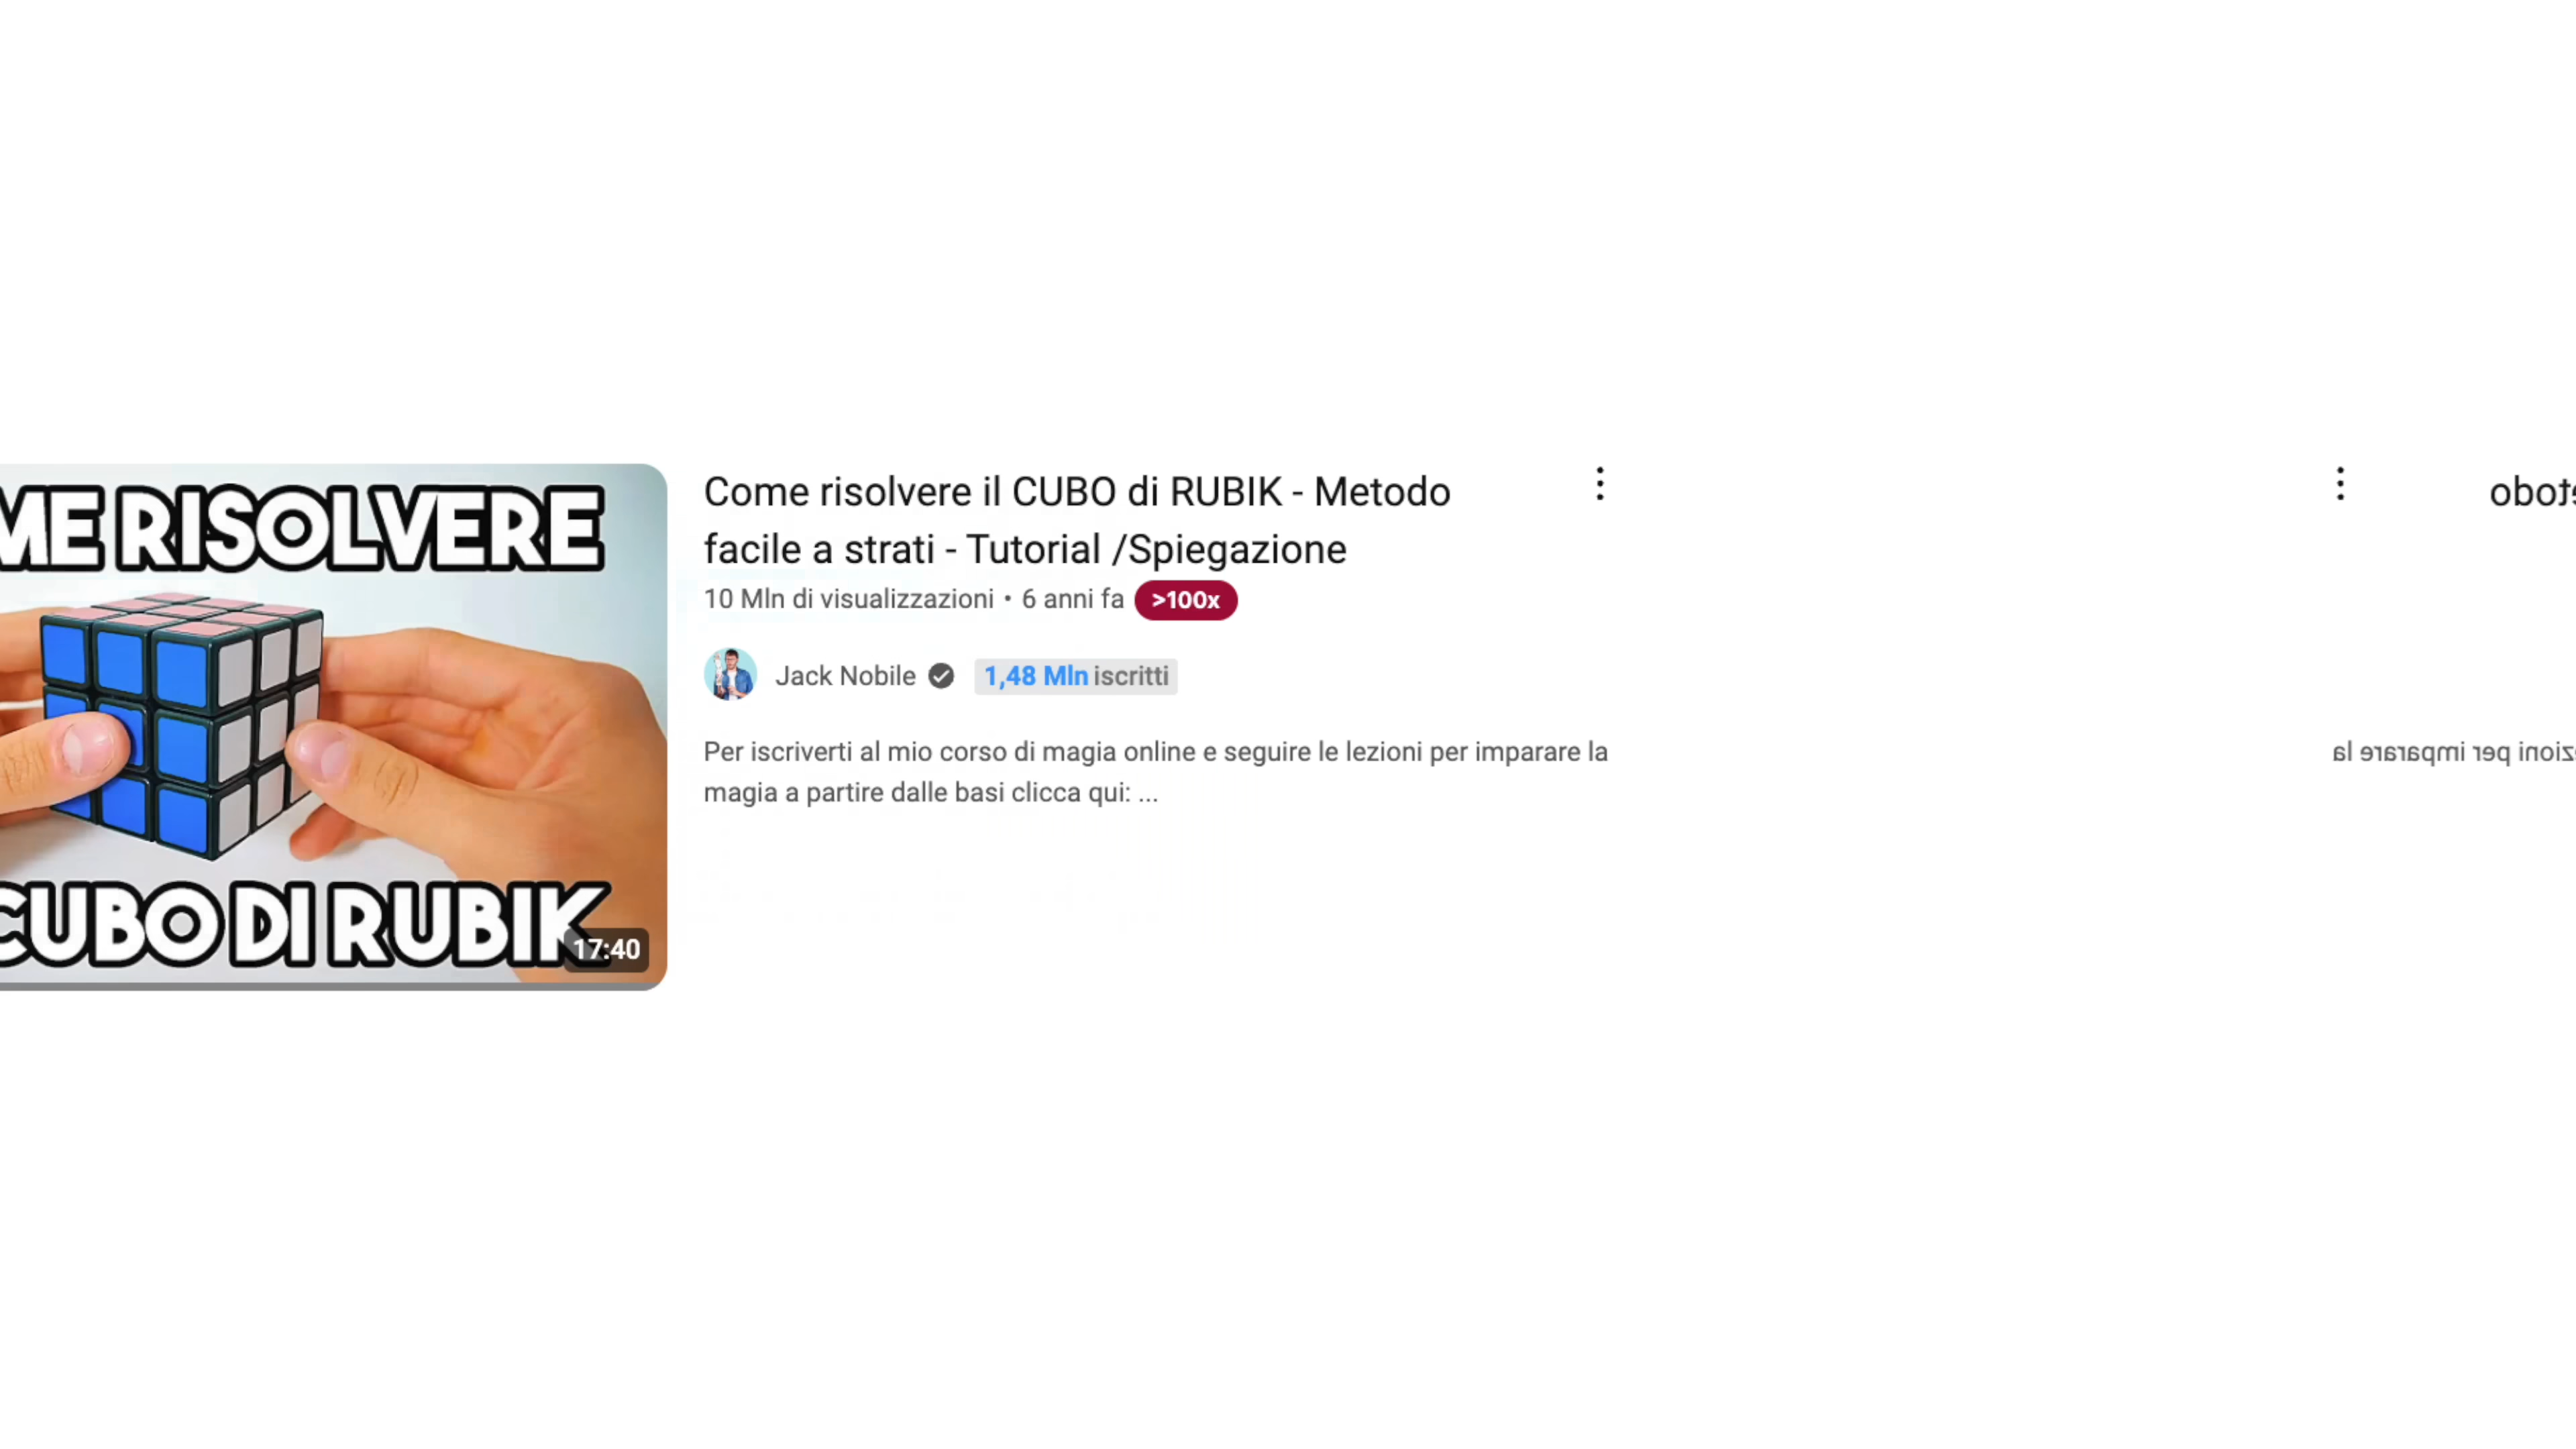 ME RISOLVERE
CUBO DI RUBIK
17:40
Come risolvere il CUBO di RUBIK - Metodo
facile a strati - Tutorial /Spiegazione
10 Mln di visualizzazioni • 6 anni fa >100x
Jack Nobile 1,48 Mln iscritti
Per iscriverti al mio corso di magia online e seguire le lezioni per imparare la
magia a partire dalle basi clicca qui: ...